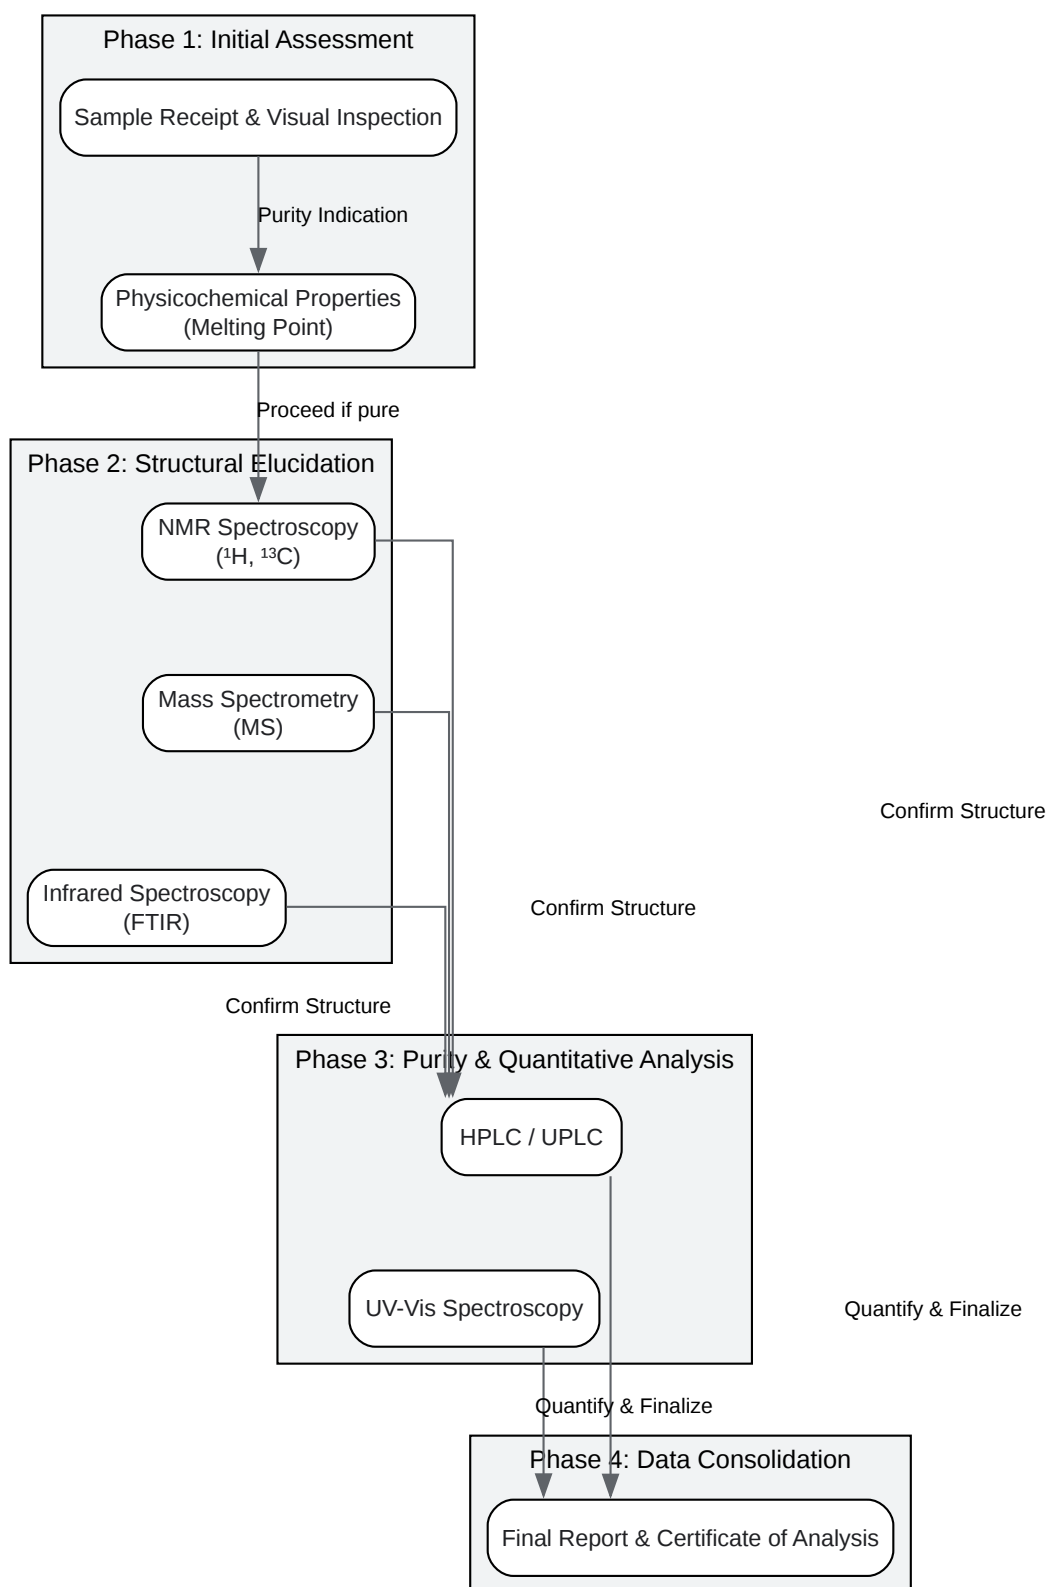 Phase 1: Initial Assessment
Sample Receipt & Visual Inspection
Purity Indication
Physicochemical Properties
(Melting Point)
Proceed if pure
Phase 2: Structural Elucidation
NMR Spectroscopy
(¹H, ¹³C)
Mass Spectrometry
(MS)
Confirm Structure
Infrared Spectroscopy
(FTIR)
Confirm Structure
Confirm Structure
Phase 3: Purity & Quantitative Analysis
HPLC / UPLC
UV-Vis Spectroscopy
Quantify & Finalize
Quantify & Finalize
Phase 4: Data Consolidation
Final Report & Certificate of Analysis